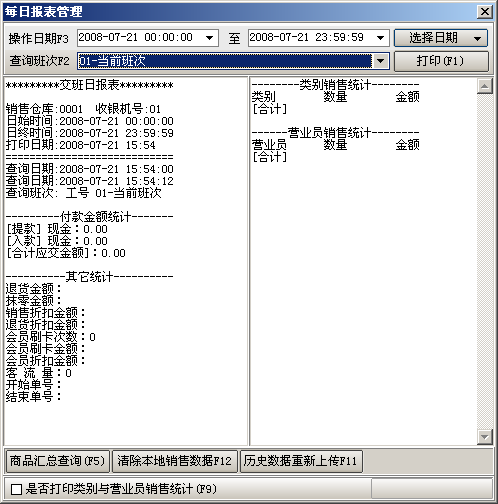 每日报表管理
操作日期F3 2008-07-21 00:00:00 至 2008-07-21 23:59:59 选择日期
查询班次F2 01-当前班次 打印(F1)
*********交班日报表*********
销售仓库:0001 收银机号:01
日始时间:2008-07-21 00:00:00
日终时间:2008-07-21 23:59:59
打印日期:2008-07-21 15:54
============================
查询日期:2008-07-21 15:54:00
查询日期:2008-07-21 15:54:12
查询班次: 工号 01-当前班次
---------付款金额统计-------
[提款] 现金：0.00
[入款] 现金：0.00
[合计应交金额]：0.00
----------其它统计----------
退货金额：
抹零金额：
销售折扣金额：
退货折扣金额：
会员刷卡次数：0
会员刷卡金额：
会员折扣金额：
客 流 量：0
开始单号：
结束单号：
--------类别销售统计--------
类别 数量 金额
[合计]
------营业员销售统计--------
营业员 数量 金额
[合计]
商品汇总查询(F5) 清除本地销售数据F12 历史数据重新上传F11
是否打印类别与营业员销售统计(F9)